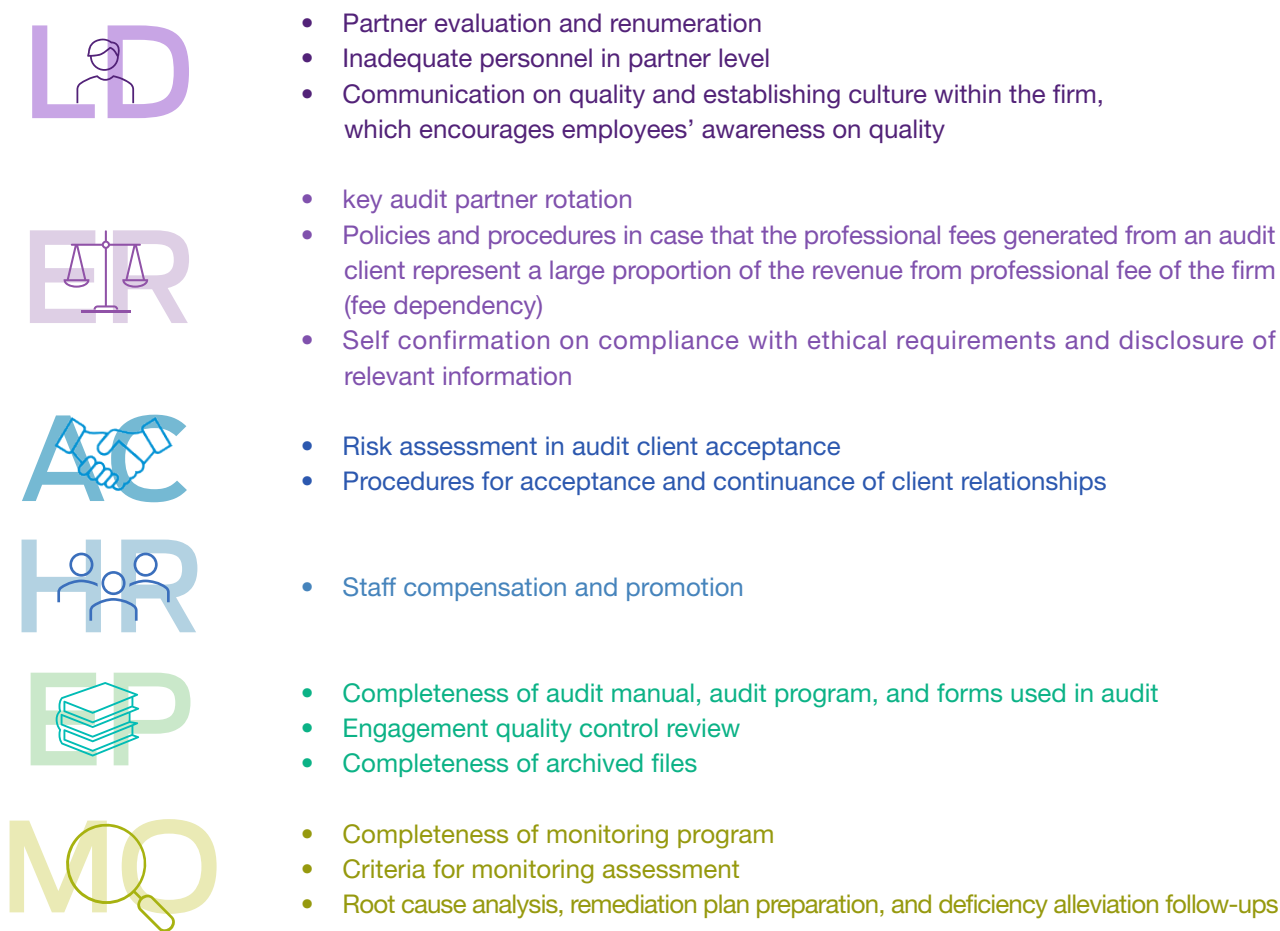 LD
• Partner evaluation and renumeration
• Inadequate personnel in partner level
• Communication on quality and establishing culture within the firm,
which encourages employees’ awareness on quality
ER
• key audit partner rotation
• Policies and procedures in case that the professional fees generated from an audit
client represent a large proportion of the revenue from professional fee of the firm
(fee dependency)
• Self confirmation on compliance with ethical requirements and disclosure of
relevant information
AC
• Risk assessment in audit client acceptance
• Procedures for acceptance and continuance of client relationships
HR
• Staff compensation and promotion
EP
• Completeness of audit manual, audit program, and forms used in audit
• Engagement quality control review
• Completeness of archived files
MO
• Completeness of monitoring program
• Criteria for monitoring assessment
• Root cause analysis, remediation plan preparation, and deficiency alleviation follow-ups